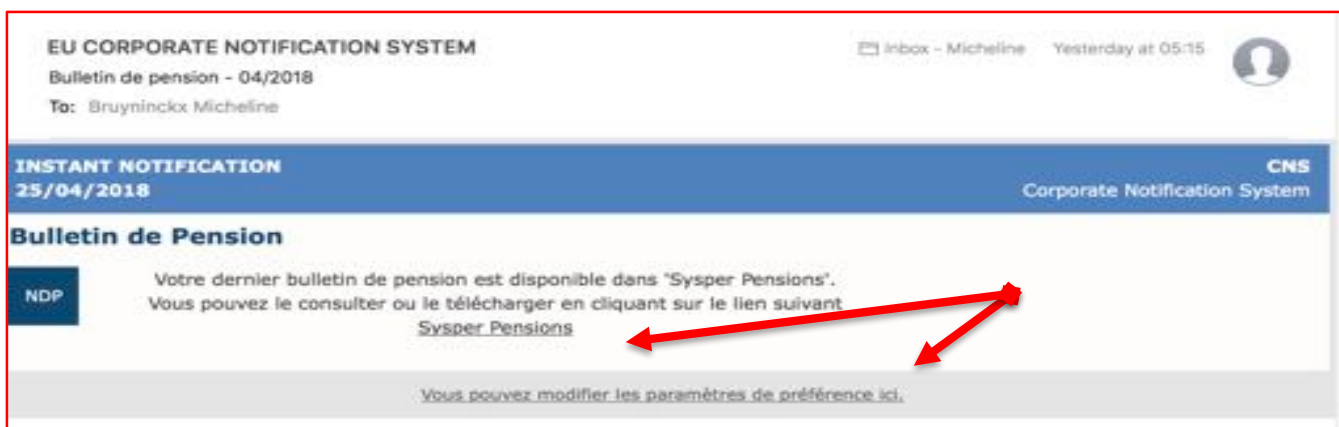 EU CORPORATE NOTIFICATION SYSTEM
Inbox - Micheline Yesterday at 05:15
Bulletin de pension - 04/2018
To: Bruyninckx Micheline
INSTANT NOTIFICATION
CNS
25/04/2018
Corporate Notification System
Bulletin de Pension
NDP
Votre dernier bulletin de pension est disponible dans "Sysper Pensions".
Vous pouvez le consulter ou le télécharger en cliquant sur le lien suivant
Sysper Pensions
Vous pouvez modifier les paramètres de préférence ici.